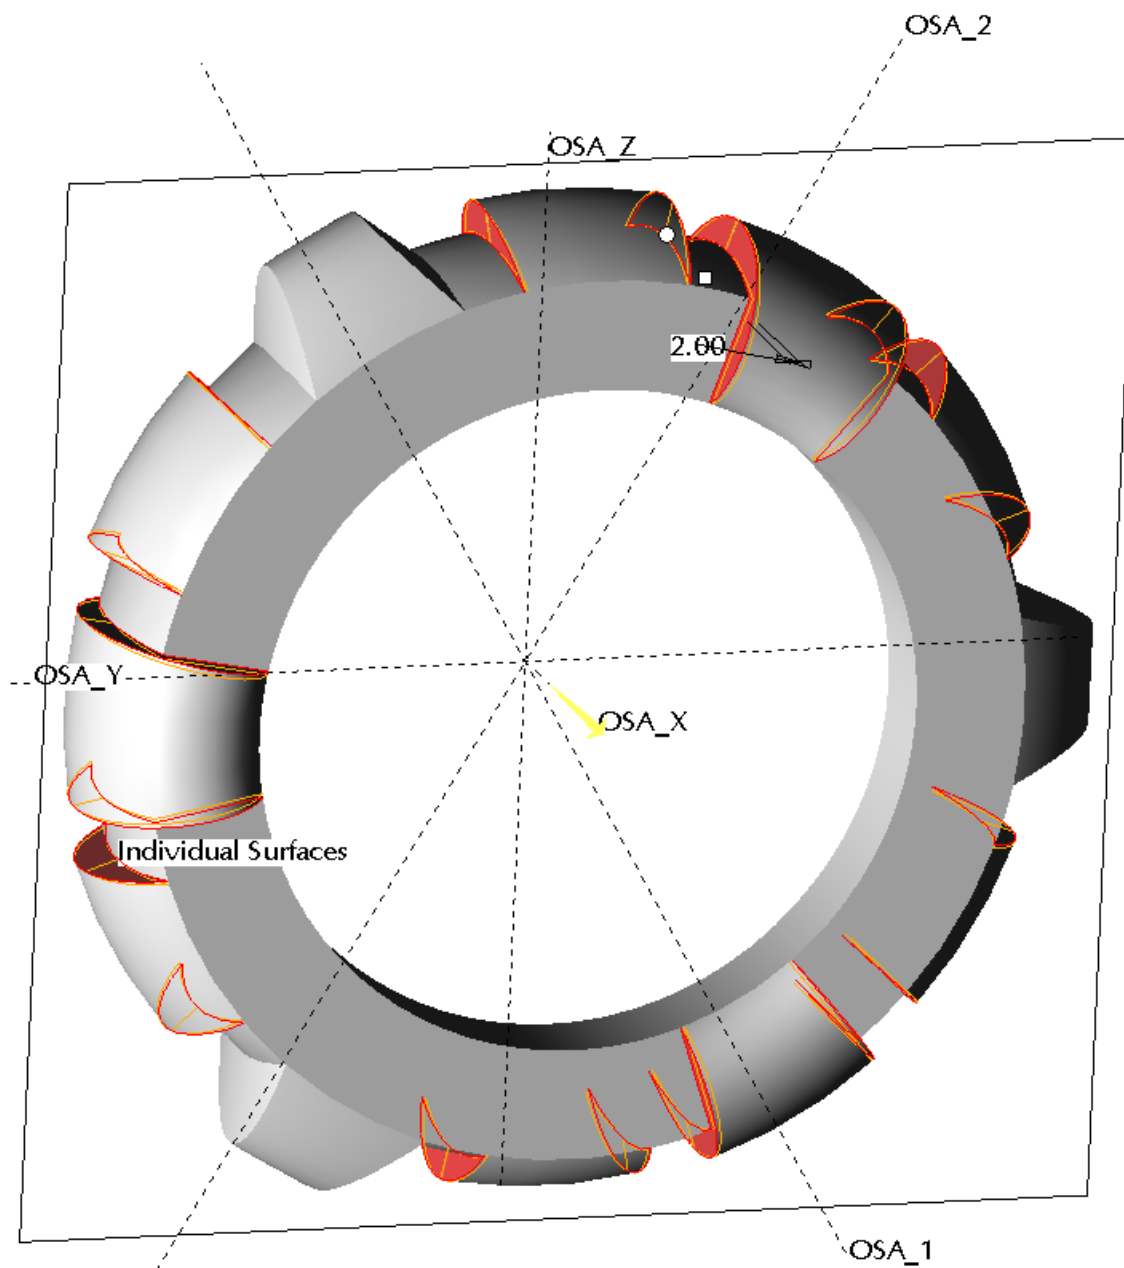 OSA_2
OSA_Z
2.00
OSA_Y
OSA_X
Individual Surfaces
OSA_1